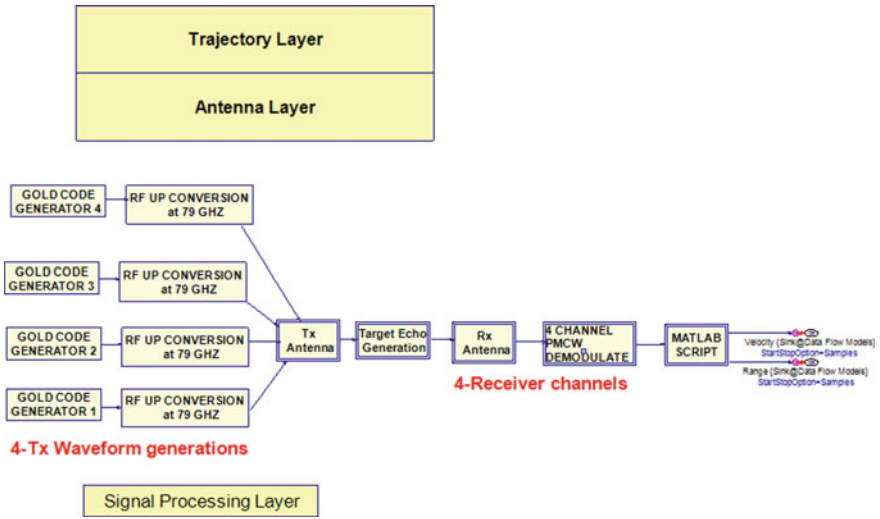 Trajectory Layer
Antenna Layer
GOLD CODE
GENERATOR 4
RF UP CONVERSION
at 79 GHZ
GOLD CODE
GENERATOR 3
RF UP CONVERSION
at 79 GHZ
GOLD CODE
GENERATOR 2
RF UP CONVERSION
at 79 GHZ
GOLD CODE
GENERATOR 1
RF UP CONVERSION
at 79 GHZ
Tx
Antenna
Target Echo
Generation
Rx
Antenna
4 CHANNEL
PMCW
DEMODULATE
MATLAB
SCRIPT
Velocity {Sink@Data Flow Models}
StartStopOption=Samples
Range {Sink@Data Flow Models}
StartStopOption=Samples
4-Receiver channels
4-Tx Waveform generations
Signal Processing Layer